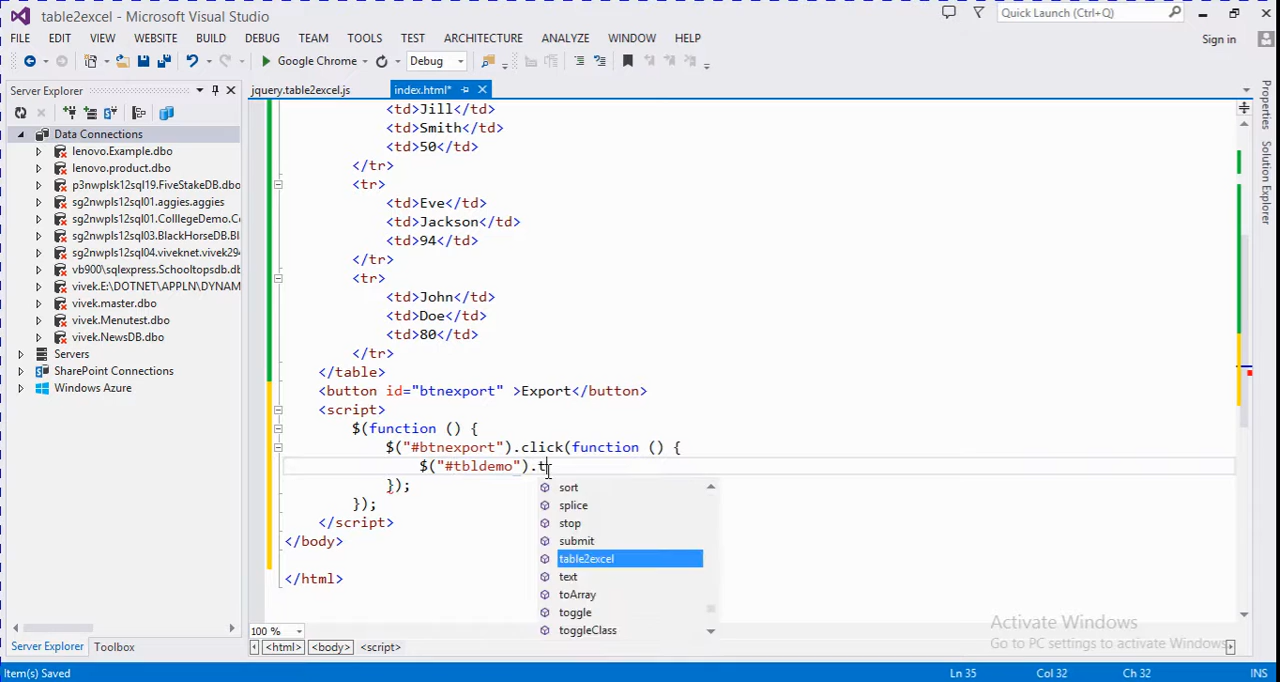 table2excel - Microsoft Visual Studio
Quick Launch (Ctrl+Q)
FILE EDIT VIEW WEBSITE BUILD DEBUG TEAM TOOLS TEST ARCHITECTURE ANALYZE WINDOW HELP
Sign in
Google Chrome
Debug
Server Explorer
jquery.table2excel.js
index.html*
Properties
Solution Explorer
Data Connections
lenovo.Example.dbo
lenovo.product.dbo
p3nwplsk12sql19.FiveStakeDB.dbo
sg2nwpls12sql01.aggies.aggies
sg2nwpls12sql01.ColllegeDemo.Co
sg2nwpls12sql03.BlackHorseDB.Bl
sg2nwpls12sql04.viveknet.vivek294
vb900\sqlexpress.Schooltopsdb.db
vivek.E:\DOTNET\APPLN\DYNAM
vivek.master.dbo
vivek.Menutest.dbo
vivek.NewsDB.dbo
Servers
SharePoint Connections
Windows Azure
<td>Jill</td>
<td>Smith</td>
<td>50</td>
</tr>
<tr>
<td>Eve</td>
<td>Jackson</td>
<td>94</td>
</tr>
<tr>
<td>John</td>
<td>Doe</td>
<td>80</td>
</tr>
</table>
<button id="btnexport" >Export</button>
<script>
$(function () {
$("#btnexport").click(function () {
$("#tbldemo").t
});
});
</script>
</body>
</html>
sort
splice
stop
submit
table2excel
text
toArray
toggle
toggleClass
Activate Windows
Go to PC settings to activate Windows
100 %
Server Explorer
Toolbox
<html> <body> <script>
Item(s) Saved
Ln 35
Col 32
Ch 32
INS